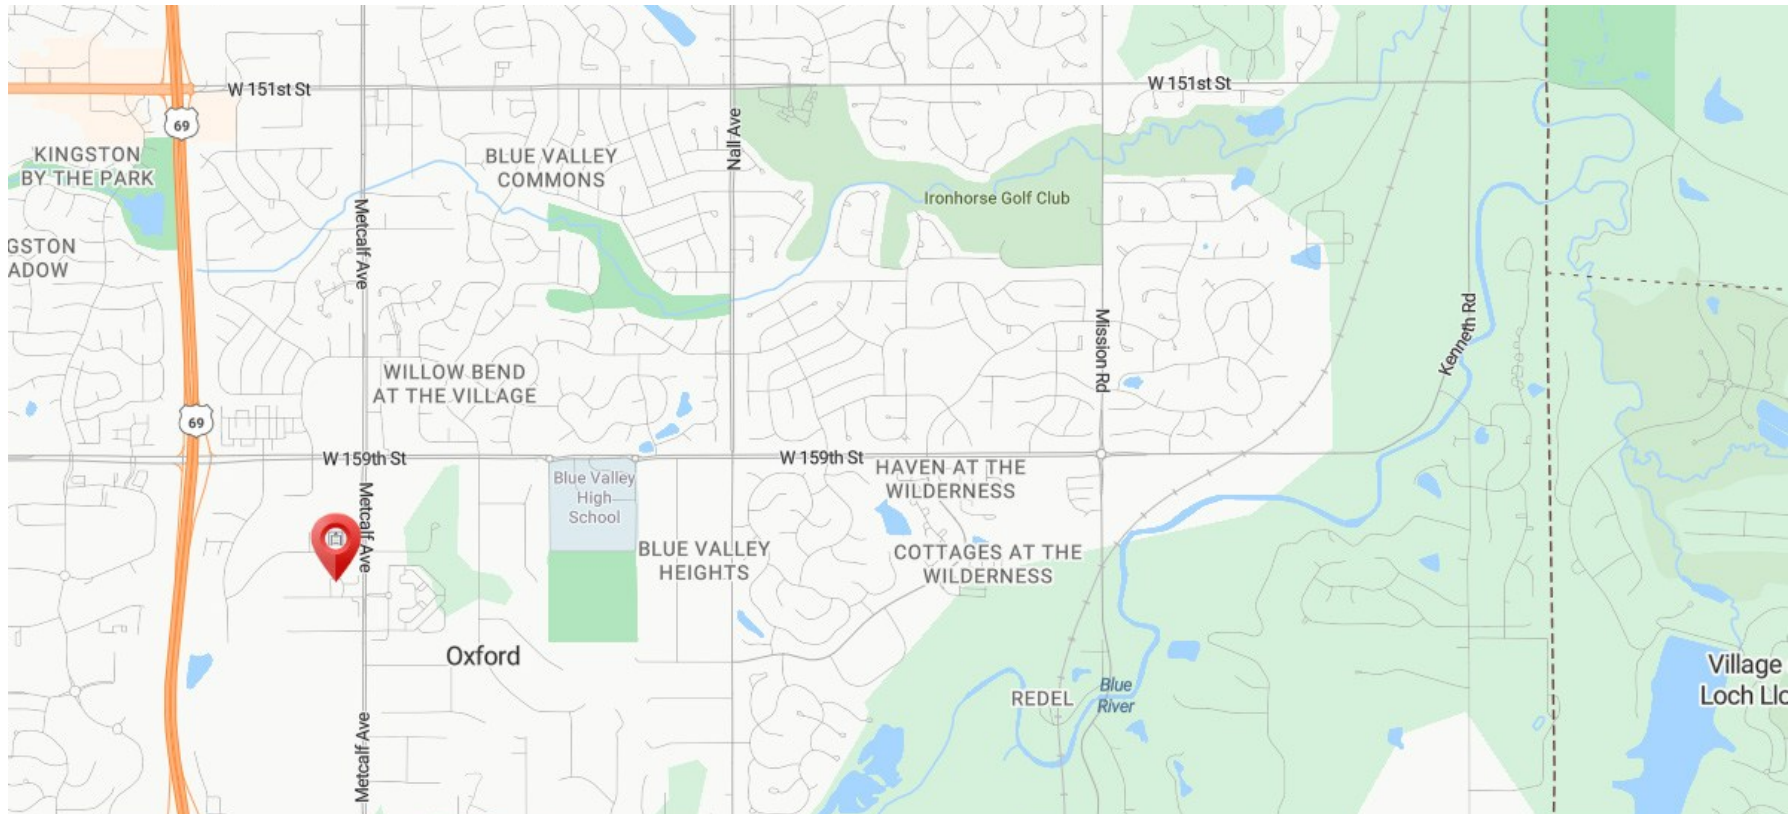 W 151st St
W 151st St
69
KINGSTON
BY THE PARK
BLUE VALLEY
COMMONS
Nall Ave
Ironhorse Golf Club
GSTON
ADOW
Metcalf Ave
Mission Rd
Kenneth Rd
WILLOW BEND
AT THE VILLAGE
69
W 159th St
W 159th St
HAVEN AT THE
WILDERNESS
Blue Valley
High
School
Metcalf Ave
BLUE VALLEY
HEIGHTS
COTTAGES AT THE
WILDERNESS
Oxford
Village
Loch Llo
REDEL
Blue
River
Metcalf Ave